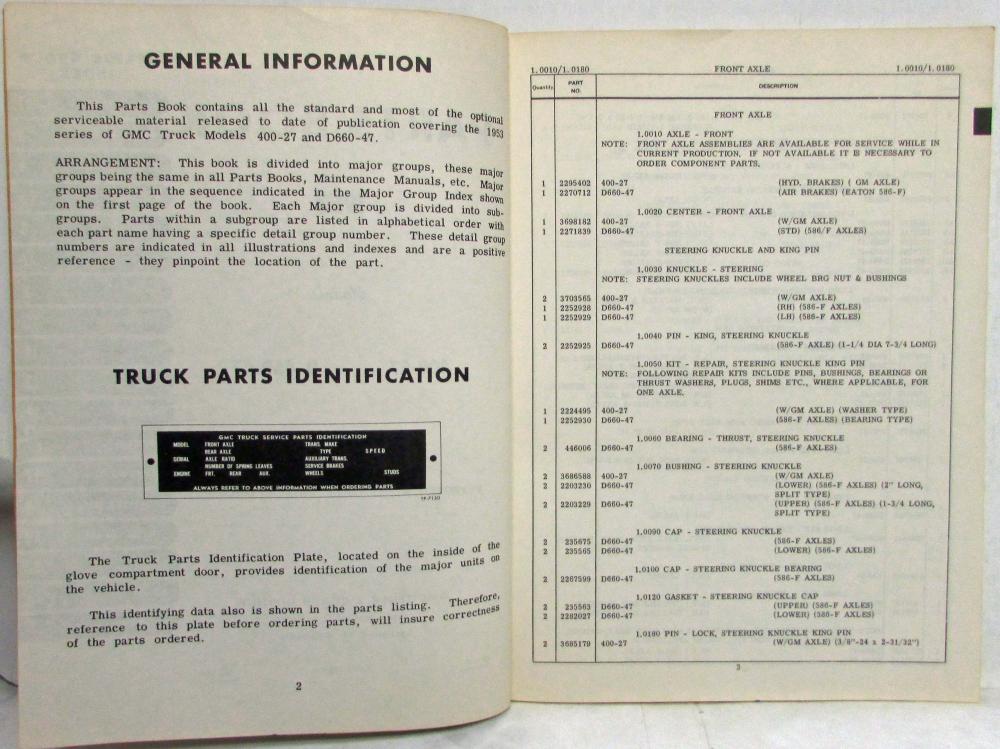 GENERAL INFORMATION
This Parts Book contains all the standard and most of the optional
serviceable material released to date of publication covering the 1953
series of GMC Truck Models 400-27 and D660-47.
ARRANGEMENT: This book is divided into major groups, these major
groups being the same in all Parts Books, Maintenance Manuals, etc. Major
groups appear in the sequence indicated in the Major Group Index shown
on the first page of the book. Each Major group is divided into sub-
groups. Parts within a subgroup are listed in alphabetical order with
each part name having a specific detail group number. These detail group
numbers are indicated in all illustrations and indexes and are a positive
reference - they pinpoint the location of the part.
TRUCK PARTS IDENTIFICATION
GMC TRUCK SERVICE PARTS IDENTIFICATION
MODEL FRONT AXLE TRANS. MAKE
REAR AXLE TYPE SPEED
SERIAL AXLE RATIO AUXILIARY TRANS.
NUMBER OF SPRING LEAVES SERVICE BRAKES
ENGINE FRT. REAR AUX. WHEELS STUDS
ALWAYS REFER TO ABOVE INFORMATION WHEN ORDERING PARTS
TP-7130
The Truck Parts Identification Plate, located on the inside of the
glove compartment door, provides identification of the major units on
the vehicle.
This identifying data also is shown in the parts listing. Therefore,
reference to this plate before ordering parts, will insure correctness
of the parts ordered.
2
1.0010/1.0180 FRONT AXLE 1.0010/1.0180
Quantity PART NO. DESCRIPTION
FRONT AXLE
1.0010 AXLE - FRONT
NOTE: FRONT AXLE ASSEMBLIES ARE AVAILABLE FOR SERVICE WHILE IN
CURRENT PRODUCTION. IF NOT AVAILABLE IT IS NECESSARY TO
ORDER COMPONENT PARTS.
1 2295402 400-27 (HYD. BRAKES) ( GM AXLE)
1 2270712 D660-47 (AIR BRAKES) (EATON 586-F)
1.0020 CENTER - FRONT AXLE
1 3698182 400-27 (W/GM AXLE)
1 2271839 D660-47 (STD) (586/F AXLES)
STEERING KNUCKLE AND KING PIN
1.0030 KNUCKLE - STEERING
NOTE: STEERING KNUCKLES INCLUDE WHEEL BRG NUT & BUSHINGS
2 3703565 400-27 (W/GM AXLE)
1 2252928 D660-47 (RH) (586-F AXLES)
1 2252929 D660-47 (LH) (586-F AXLES)
1.0040 PIN - KING, STEERING KNUCKLE
2 2252925 D660-47 (586-F AXLE) (1-1/4 DIA 7-3/4 LONG)
1.0050 KIT - REPAIR, STEERING KNUCKLE KING PIN
NOTE: FOLLOWING REPAIR KITS INCLUDE PINS, BUSHINGS, BEARINGS OR
THRUST WASHERS, PLUGS, SHIMS ETC., WHERE APPLICABLE, FOR
ONE AXLE.
1 2224495 400-27 (W/GM AXLE) (WASHER TYPE)
1 2252930 D660-47 (586-F AXLES) (BEARING TYPE)
1.0060 BEARING - THRUST, STEERING KNUCKLE
2 446006 D660-47 (586-F AXLES)
1.0070 BUSHING - STEERING KNUCKLE
2 3686588 400-27 (W/GM AXLE)
2 2203230 D660-47 (LOWER) (586-F AXLES) (2" LONG,
SPLIT TYPE)
2 2203229 D660-47 (UPPER) (586-F AXLES) (1-3/4 LONG,
SPLIT TYPE)
1.0090 CAP - STEERING KNUCKLE
2 235675 D660-47 (586-F AXLES)
2 235565 D660-47 (LOWER) (586-F AXLES)
1.0100 CAP - STEERING KNUCKLE BEARING
2 2267599 D660-47 (586-F AXLES)
1.0120 GASKET - STEERING KNUCKLE CAP
2 235563 D660-47 (UPPER) (586-F AXLES)
2 2282027 D660-47 (LOWER) (586-F AXLES)
1.0180 PIN - LOCK, STEERING KNUCKLE KING PIN
2 3685179 400-27 (W/GM AXLE) (3/8"-24 x 2-31/32")
3